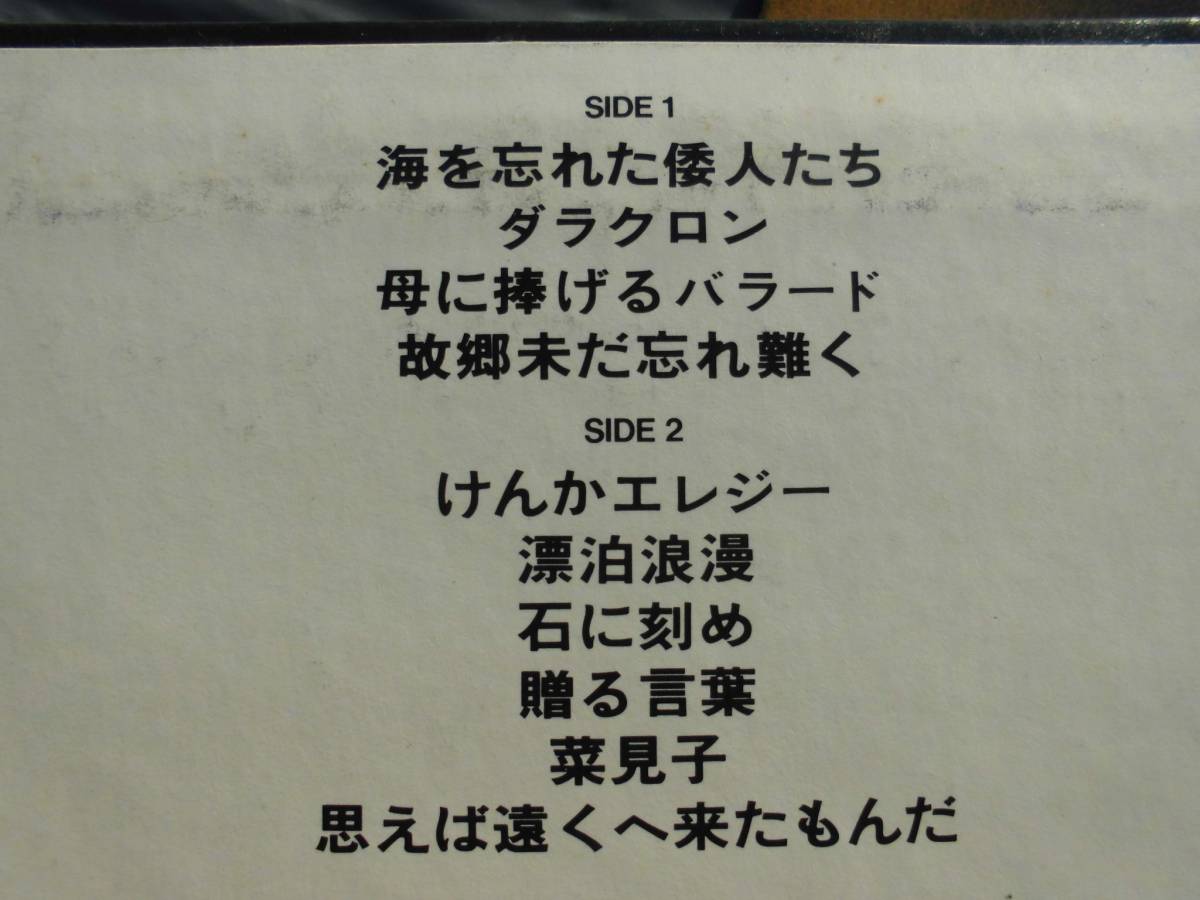 SIDE 1
海を忘れた倭人たち
ダラクロン
母に捧げるバラード
故郷未だ忘れ難く
SIDE 2
けんかエレジー
漂泊浪漫
石に刻め
贈る言葉
菜見子
思えば遠くへ来たもんだ